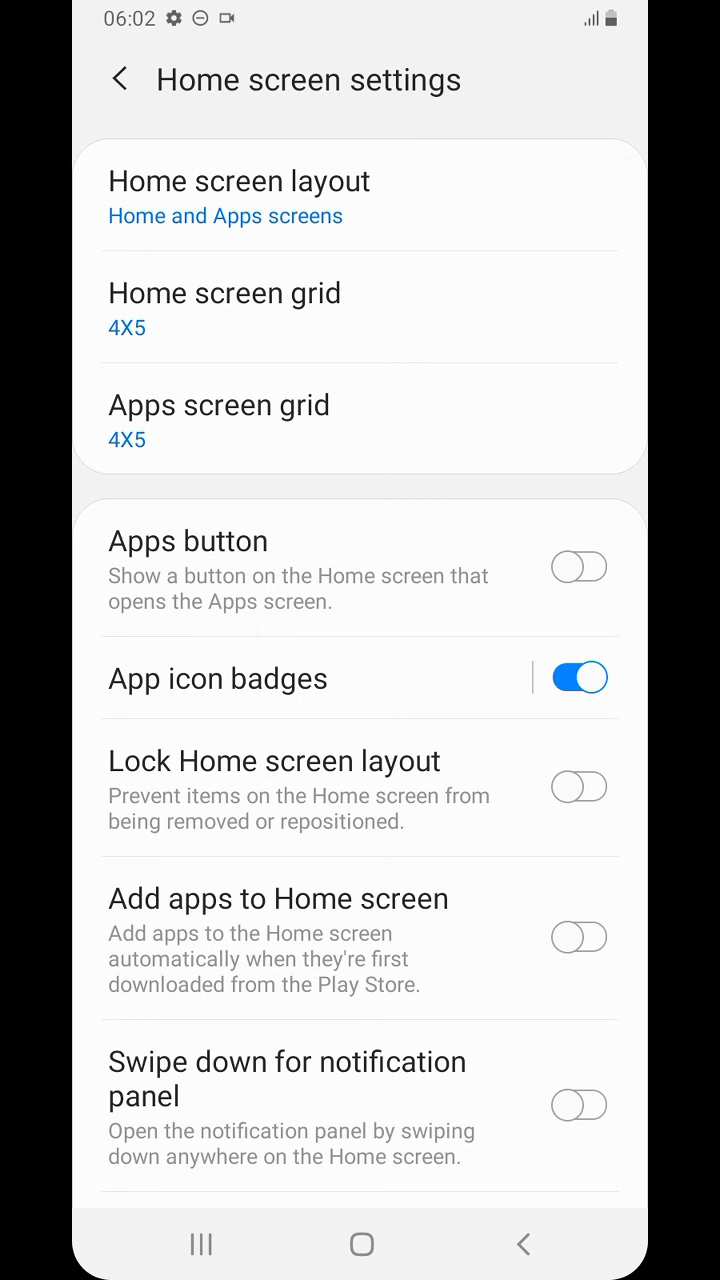 06:02
Home screen settings
Home screen layout
Home and Apps screens
Home screen grid
4X5
Apps screen grid
4X5
Apps button
Show a button on the Home screen that
opens the Apps screen.
App icon badges
Lock Home screen layout
Prevent items on the Home screen from
being removed or repositioned.
Add apps to Home screen
Add apps to the Home screen
automatically when they're first
downloaded from the Play Store.
Swipe down for notification
panel
Open the notification panel by swiping
down anywhere on the Home screen.